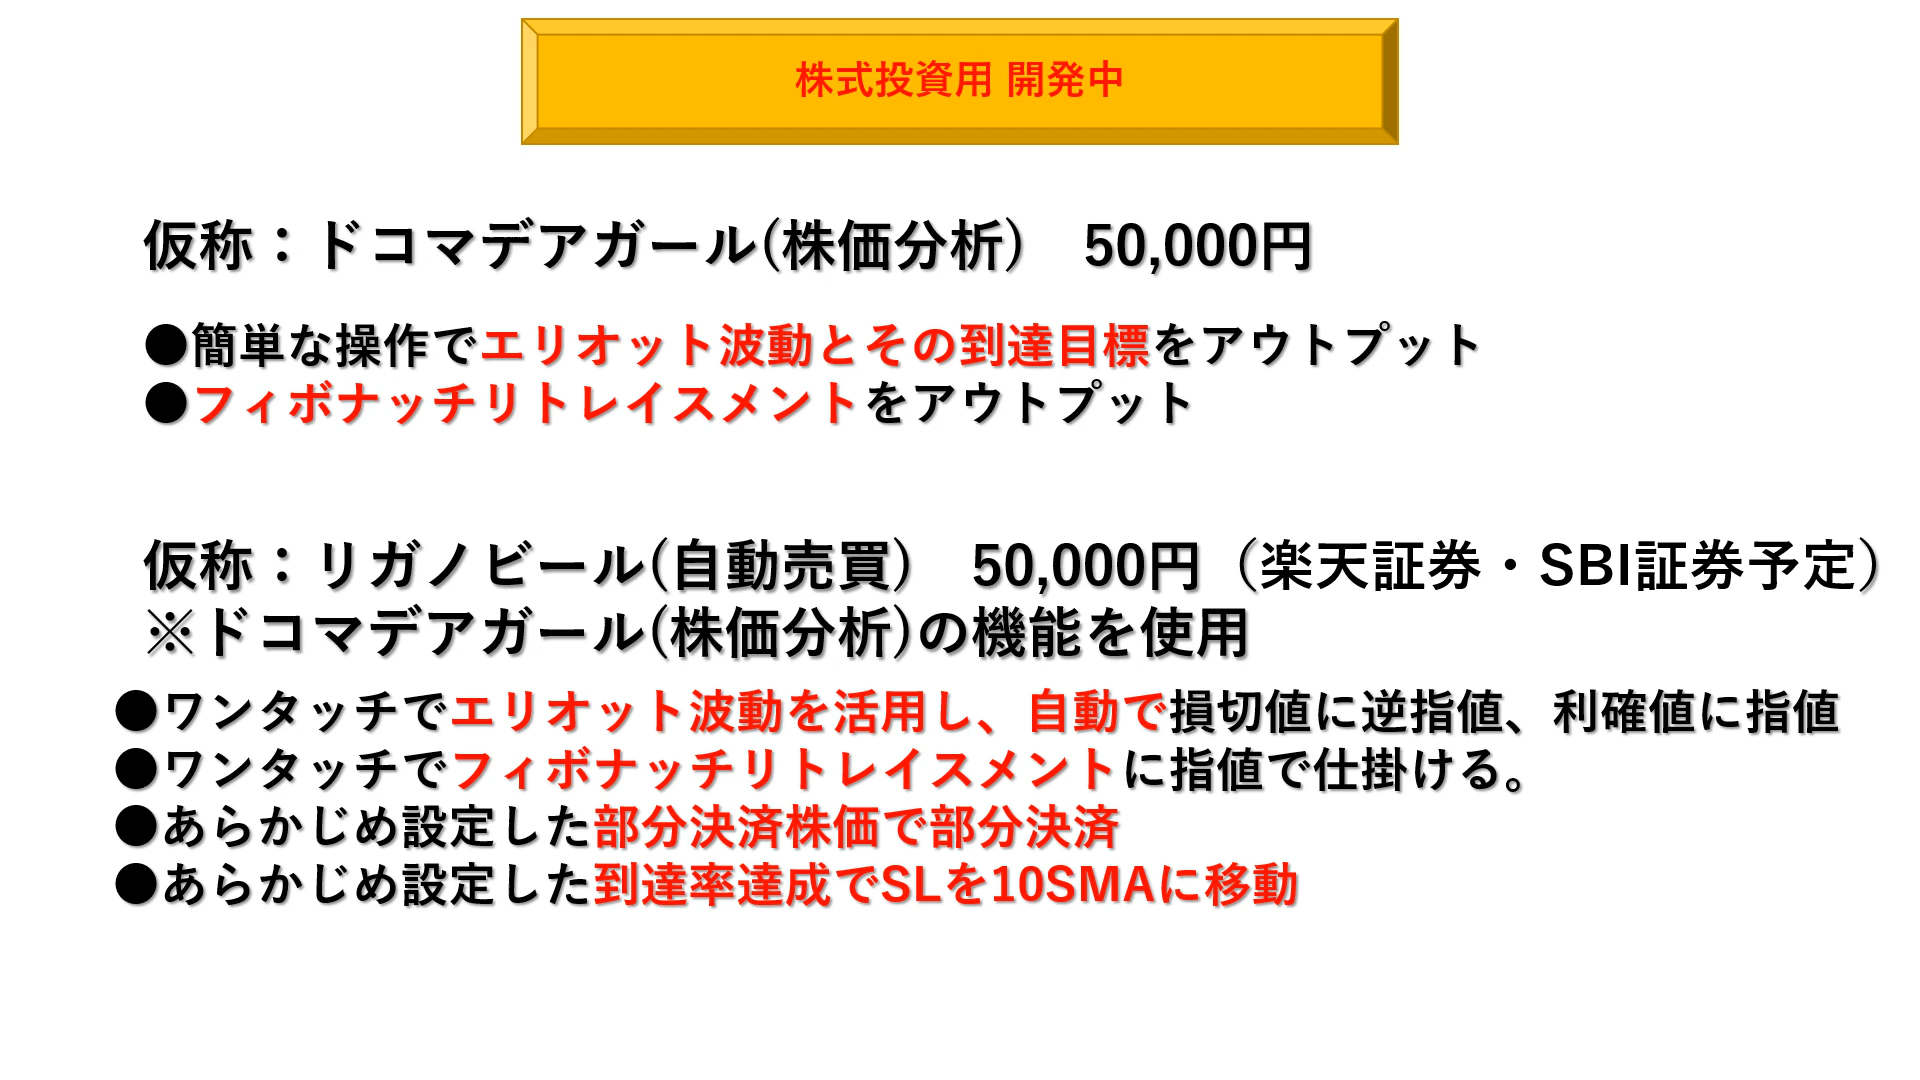 株式投資用 開発中
仮称：ドコマデアガール(株価分析)　50,000円
●簡単な操作でエリオット波動とその到達目標をアウトプット
●フィボナッチリトレイスメントをアウトプット
仮称：リガノビール(自動売買)　50,000円（楽天証券・SBI証券予定）
※ドコマデアガール(株価分析)の機能を使用
●ワンタッチでエリオット波動を活用し、自動で損切値に逆指値、利確値に指値
●ワンタッチでフィボナッチリトレイスメントに指値で仕掛ける。
●あらかじめ設定した部分決済株価で部分決済
●あらかじめ設定した到達率達成でSLを10SMAに移動